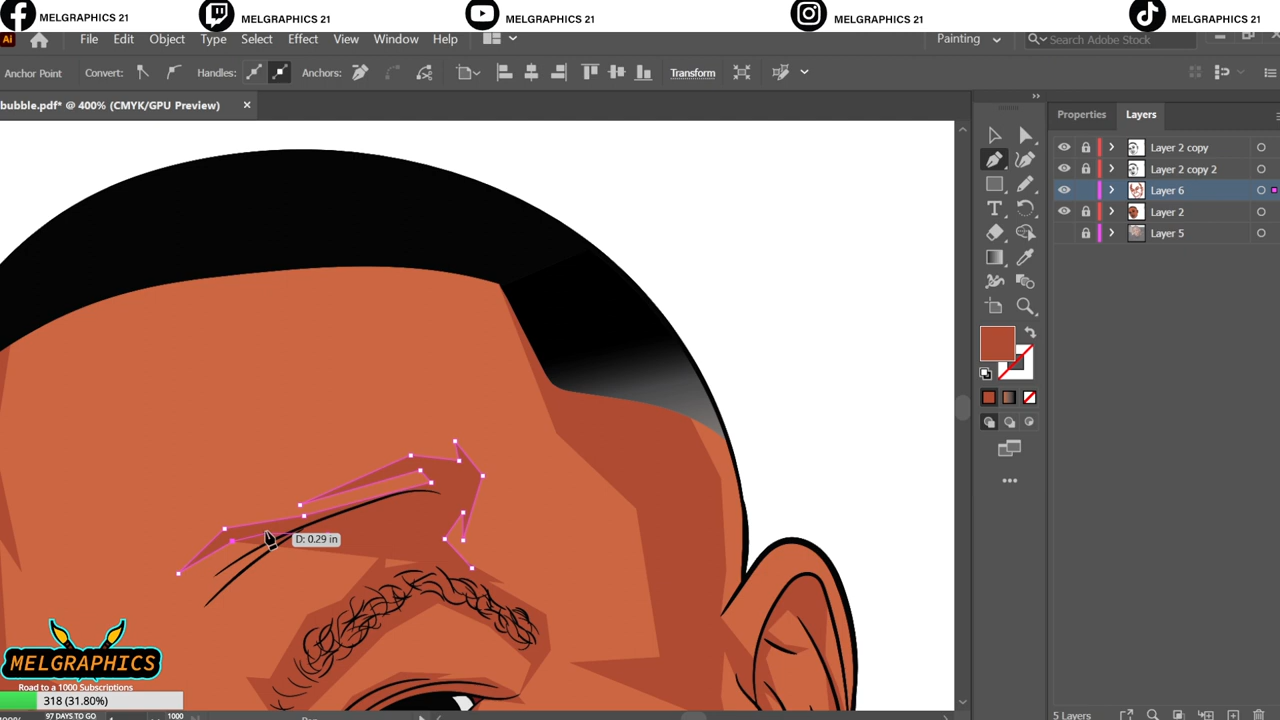 MELGRAPHICS 21
MELGRAPHICS 21
MELGRAPHICS 21
MELGRAPHICS 21
MELGRAPHICS 21
Ai
File Edit Object Type Select Effect View Window Help
Painting
Search Adobe Stock
Anchor Point
Convert:
Handles:
Anchors:
Transform
bubble.pdf* @ 400% (CMYK/GPU Preview)
Properties
Layers
Layer 2 copy
Layer 2 copy 2
Layer 6
Layer 2
Layer 5
D: 0.29 in
MELGRAPHICS
Road to a 1000 Subscriptions
318 (31.80%)
97 DAYS TO GO
1000
5 Layers